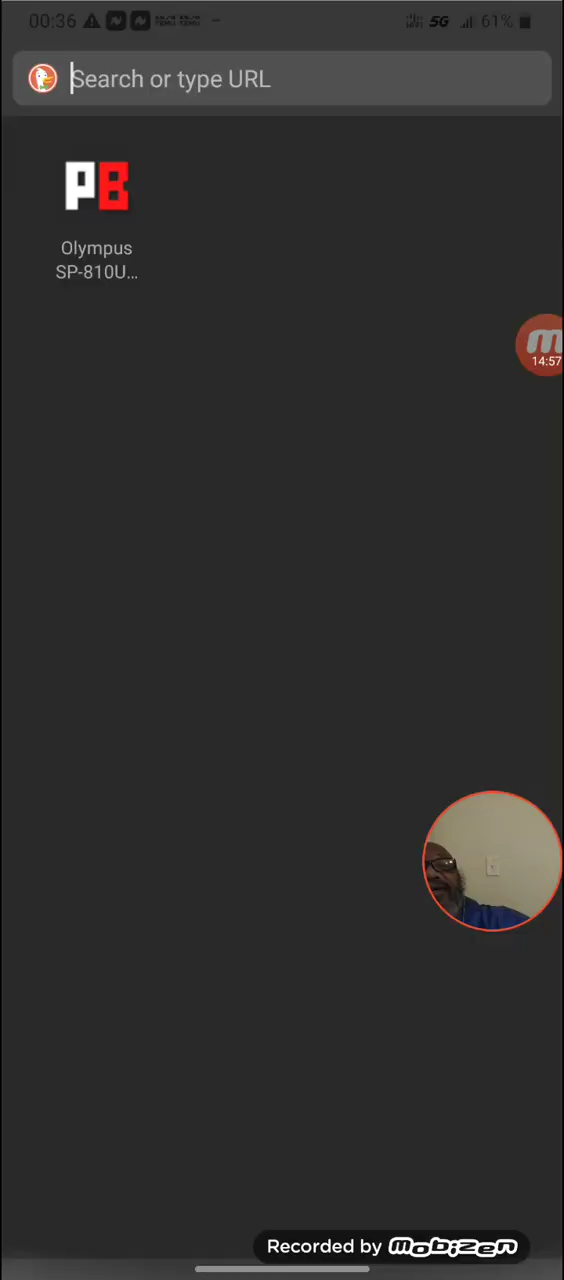 00:36
5G 61%
Search or type URL
PB
Olympus
SP-810U...
m
14:57
Recorded by mobizen